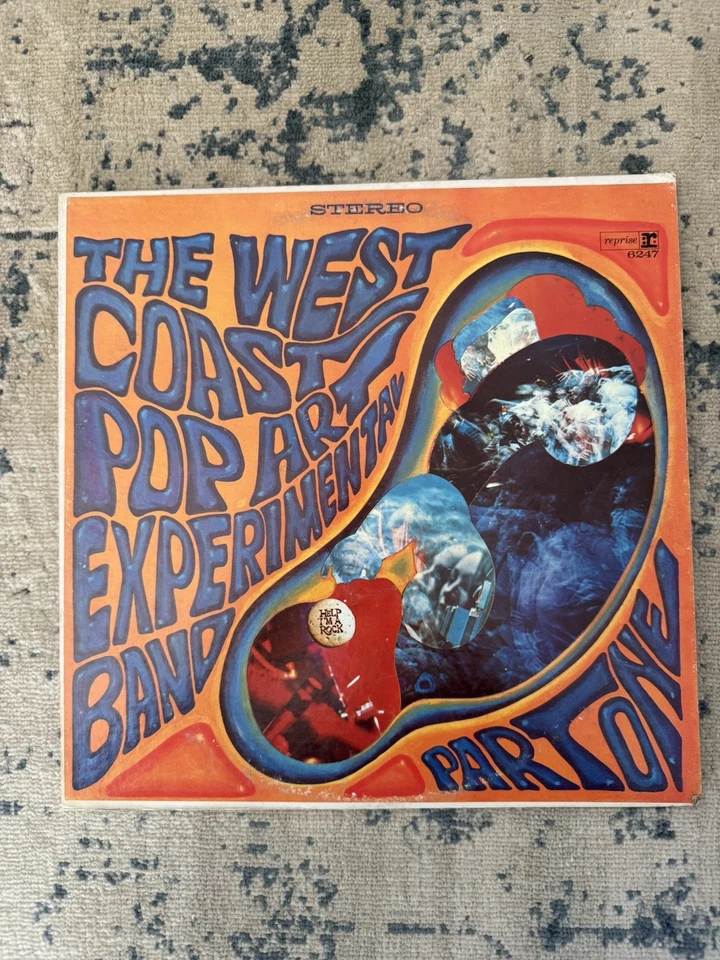 STEREO
reprise
6247
THE WEST
COAST
POP ART
EXPERIMENTAL
BAND
HELP
I'M A
ROCK
PART ONE